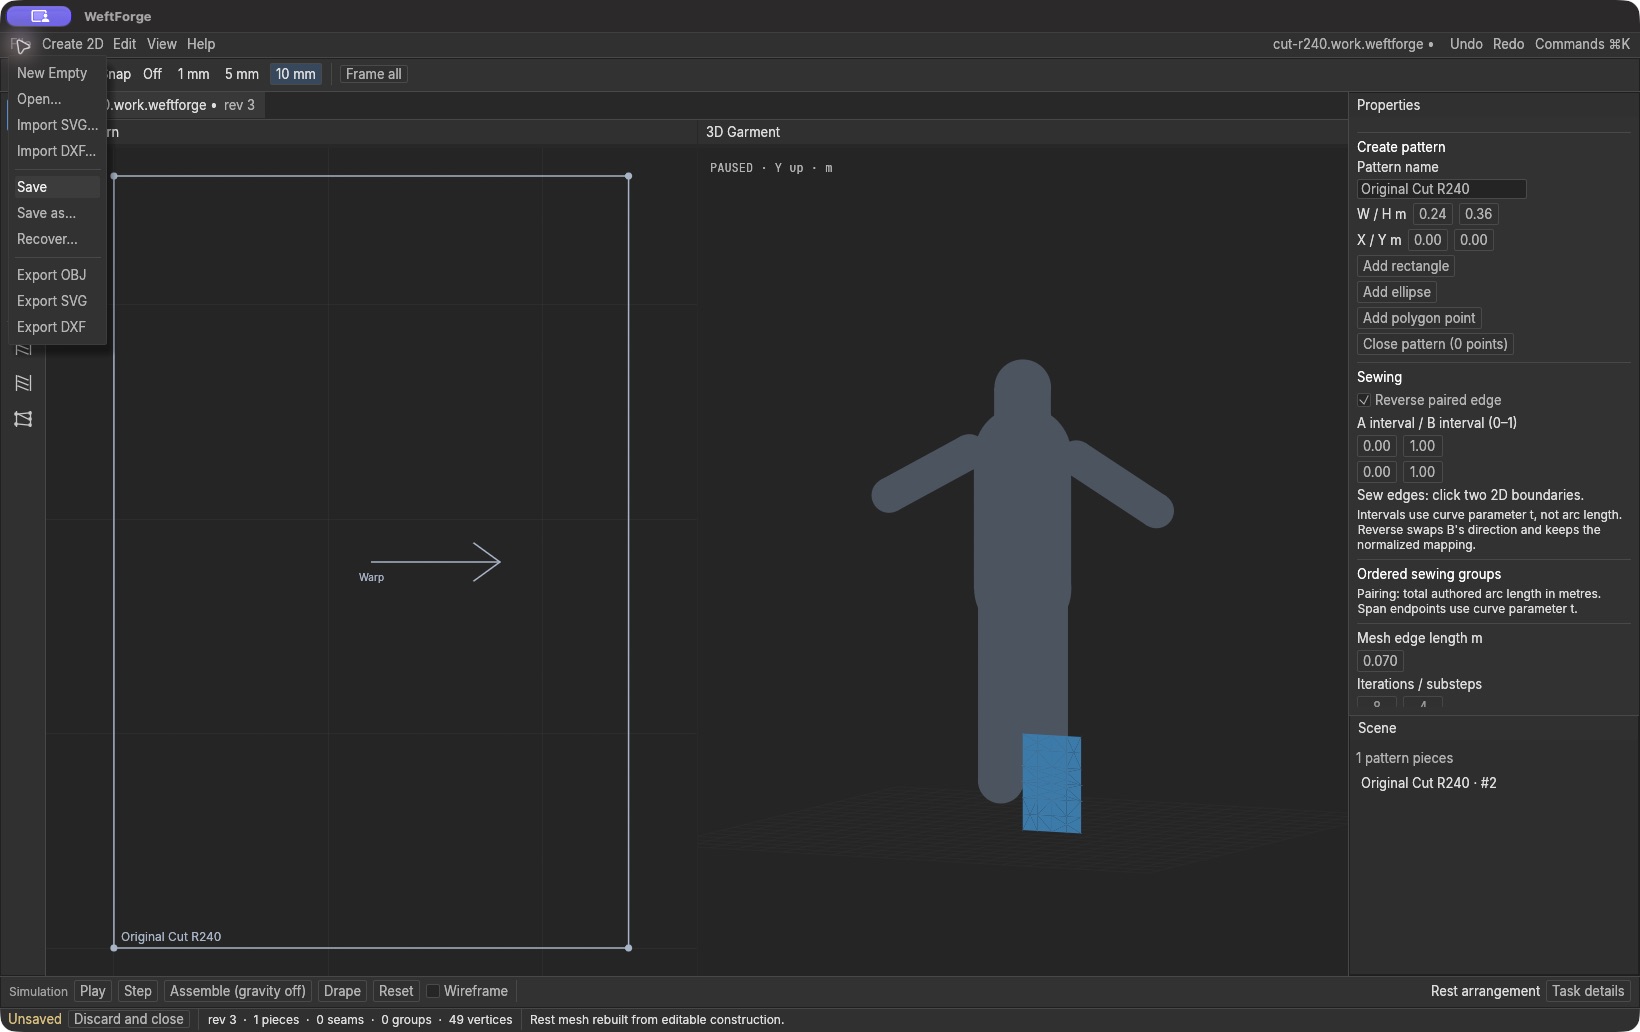 WeftForge
Create 2D Edit View Help
cut-r240.work.weftforge • Undo Redo Commands ⌘K
Off 1 mm 5 mm 10 mm Frame all
.work.weftforge • rev 3
3D Garment
PAUSED · Y up · m
New Empty
Open...
Import SVG...
Import DXF...
Save
Save as...
Recover...
Export OBJ
Export SVG
Export DXF
Warp
Original Cut R240
Properties
Create pattern
Pattern name
Original Cut R240
W / H m 0.24 0.36
X / Y m 0.00 0.00
Add rectangle
Add ellipse
Add polygon point
Close pattern (0 points)
Sewing
Reverse paired edge
A interval / B interval (0–1)
0.00 1.00
0.00 1.00
Sew edges: click two 2D boundaries.
Intervals use curve parameter t, not arc length.
Reverse swaps B's direction and keeps the
normalized mapping.
Ordered sewing groups
Pairing: total authored arc length in metres.
Span endpoints use curve parameter t.
Mesh edge length m
0.070
Iterations / substeps
Scene
1 pattern pieces
Original Cut R240 · #2
Simulation Play Step Assemble (gravity off) Drape Reset Wireframe
Rest arrangement Task details
Unsaved Discard and close rev 3 · 1 pieces · 0 seams · 0 groups · 49 vertices Rest mesh rebuilt from editable construction.